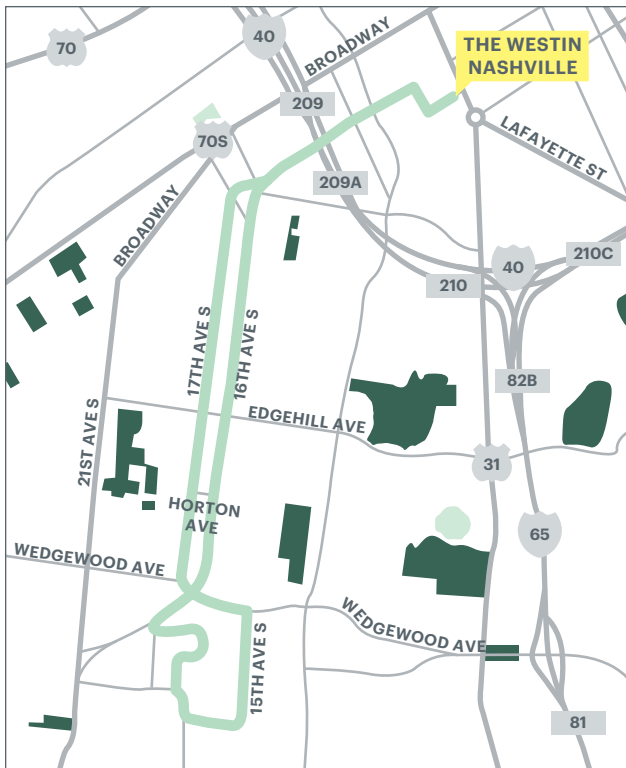 70
40
BROADWAY
THE WESTIN
NASHVILLE
209
70S
LAFAYETTE ST
209A
BROADWAY
210C
40
210
17TH AVE S
16TH AVE S
82B
EDGEHILL AVE
21ST AVE S
31
HORTON
AVE
65
WEDGEWOOD AVE
WEDGEWOOD AVE
15TH AVE S
81